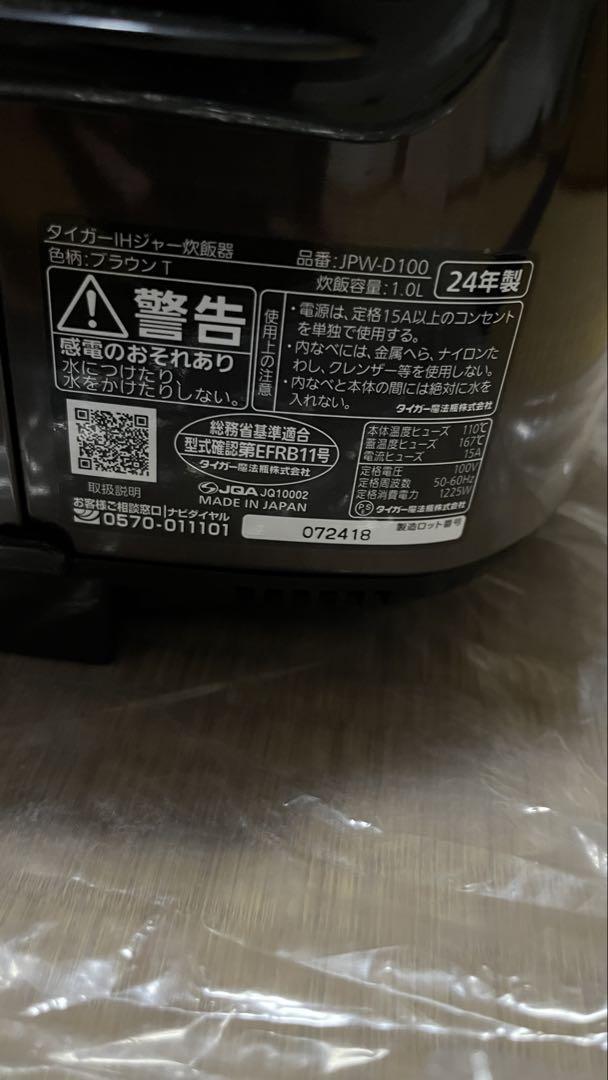 タイガーIHジャー炊飯器
色柄:ブラウン T
品番:JPW-D100
炊飯容量:1.0L
24年製
警告
感電のおそれあり
水につけたり、
水をかけたりしない。
使用上の注意
・電源は、定格15A以上のコンセント
を単独で使用する。
・内なべには、金属へら、ナイロンた
わし、クレンザー等を使用しない。
・内なべと本体の間には絶対に水を
入れない。
タイガー魔法瓶株式会社
取扱説明
総務省基準適合
型式確認第EFRB11号
タイガー魔法瓶株式会社
JQA JQ10002
MADE IN JAPAN
本体温度ヒューズ 110℃
蓋温度ヒューズ 167℃
電流ヒューズ 15A
定格電圧 100V
定格周波数 50-60Hz
定格消費電力 1225W
PS タイガー魔法瓶株式会社
お客様ご相談窓口 ナビダイヤル
0570-011101
072418
製造ロット番号